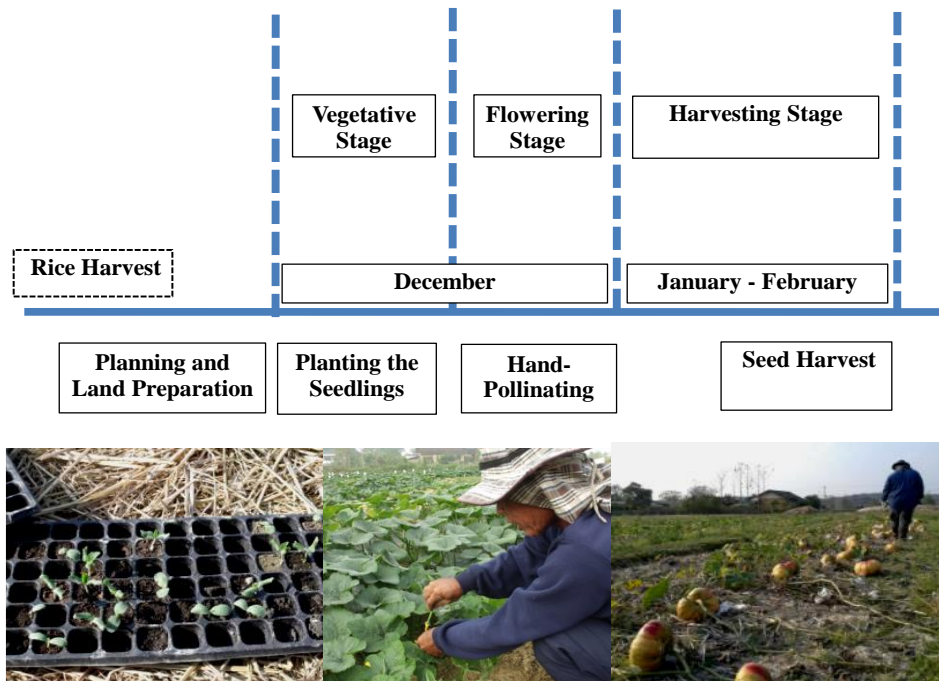 Vegetative
Stage
Flowering
Stage
Harvesting Stage
Rice Harvest
December
January - February
Planning and
Land Preparation
Planting the
Seedlings
Hand-
Pollinating
Seed Harvest